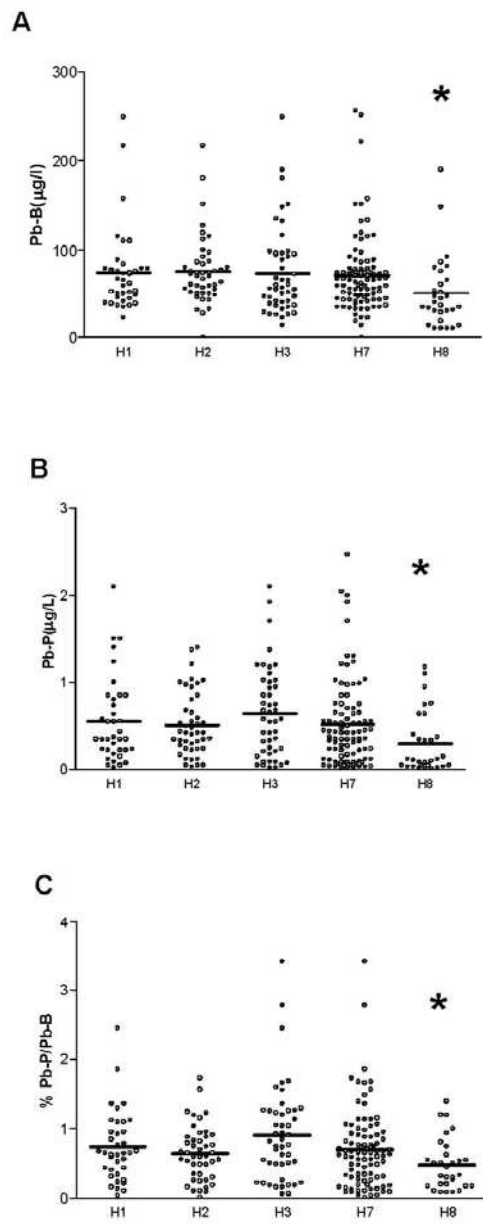 A
Pb-B(μg/l)
300
200
100
0
*
H1 H2 H3 H7 H8
B
Pb-P(μg/L)
3
2
1
0
*
H1 H2 H3 H7 H8
C
% Pb-P/Pb-B
4
3
2
1
0
*
H1 H2 H3 H7 H8